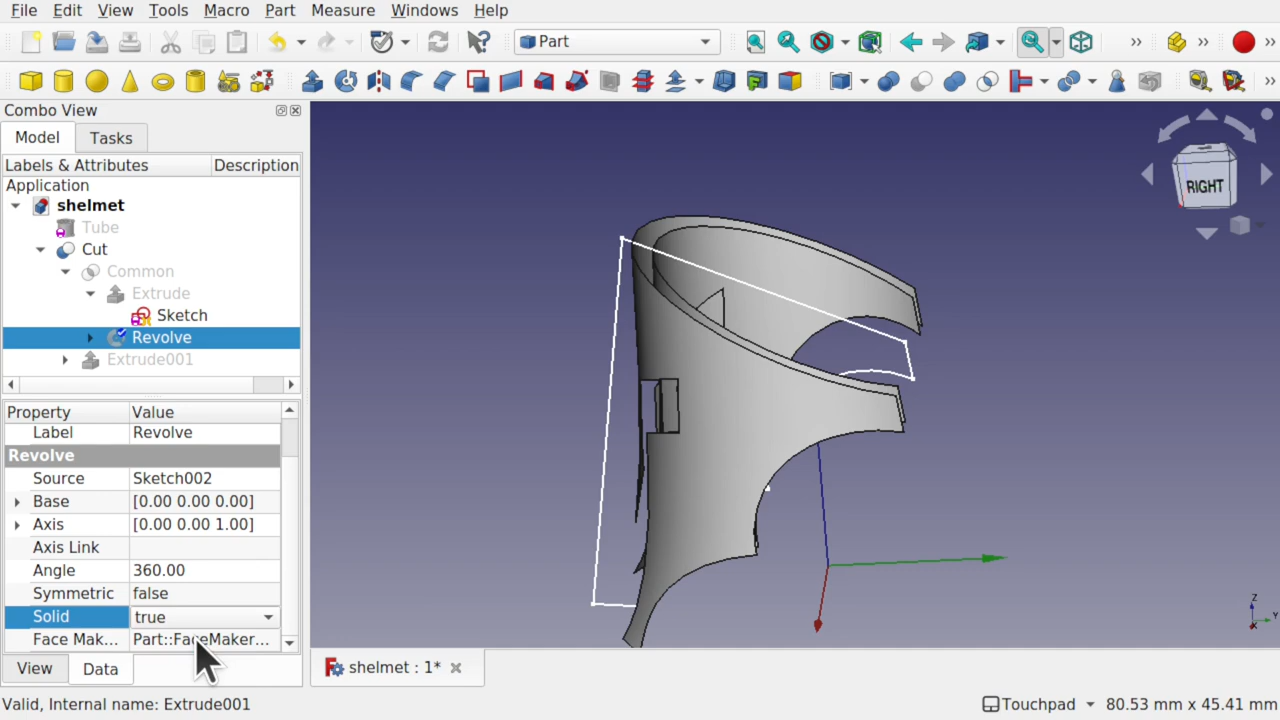 File Edit View Tools Macro Part Measure Windows Help
Part
Combo View
Model Tasks
Labels & Attributes Description
Application
shelmet
Tube
Cut
Common
Extrude
Sketch
Revolve
Extrude001
Property Value
Label Revolve
Revolve
Source Sketch002
Base [0.00 0.00 0.00]
Axis [0.00 0.00 1.00]
Axis Link
Angle 360.00
Symmetric false
Solid true
Face Mak... Part::FaceMaker...
View Data
RIGHT
Z
Y
X
shelmet : 1*
Valid, Internal name: Extrude001
Touchpad 80.53 mm x 45.41 mm